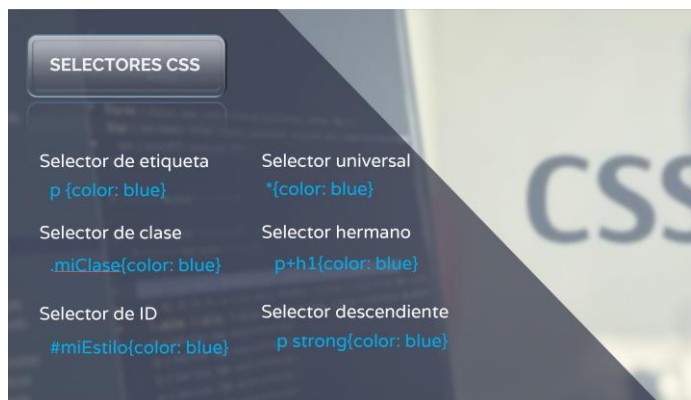 SELECTORES CSS
Selector de etiqueta
p {color: blue}
Selector universal
*{color: blue}
Selector de clase
.miClase{color: blue}
Selector hermano
p+h1{color: blue}
Selector de ID
#miEstilo{color: blue}
Selector descendiente
p strong{color: blue}
CSS